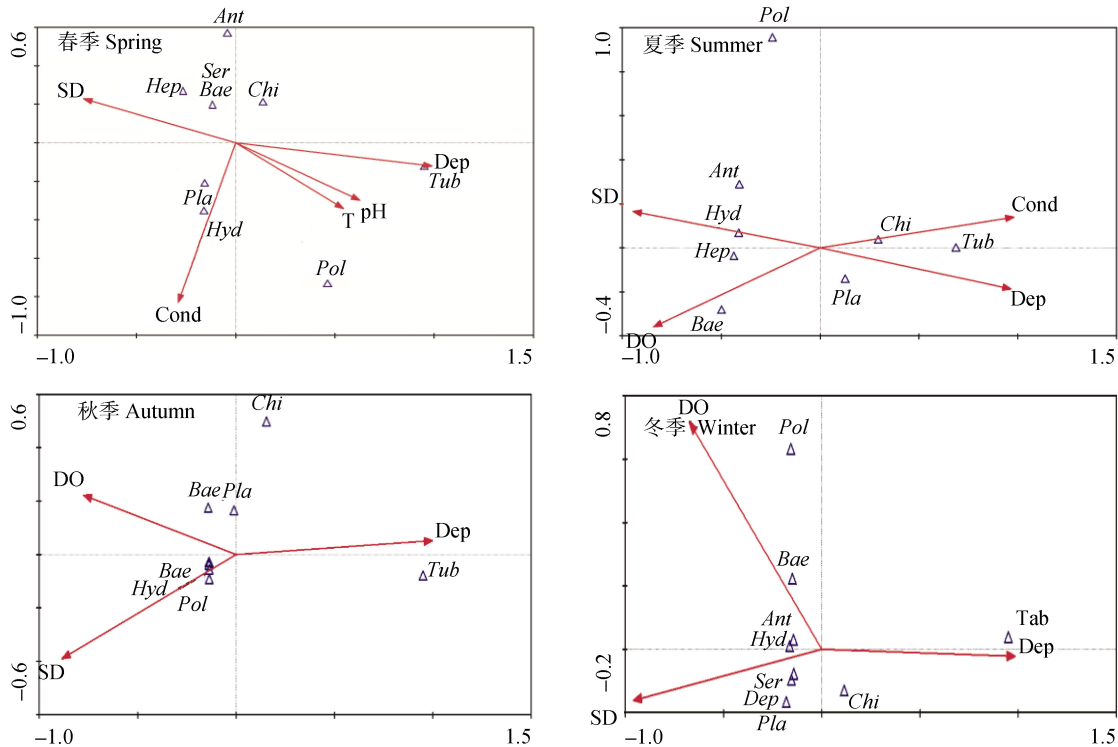 Ant
0.6
春季 Spring
SD
Hep
Ser
Bae
Chi
Dep
Tub
Pla
Hyd
T
pH
Pol
Cond
–1.0
–1.0
1.5
Pol
1.0
夏季 Summer
Ant
SD
Hyd
Hep
Chi
Cond
Tub
Dep
Pla
Bae
DO
–0.4
–1.0
1.5
0.6
秋季 Autumn
Chi
DO
Bae
Pla
Dep
Bae
Hyd
Pol
Tub
SD
–0.6
–1.0
1.5
DO
0.8
冬季 Winter
Pol
Bae
Ant
Hyd
Tab
Dep
Ser
Dep
Pla
Chi
SD
–0.2
–1.0
1.5